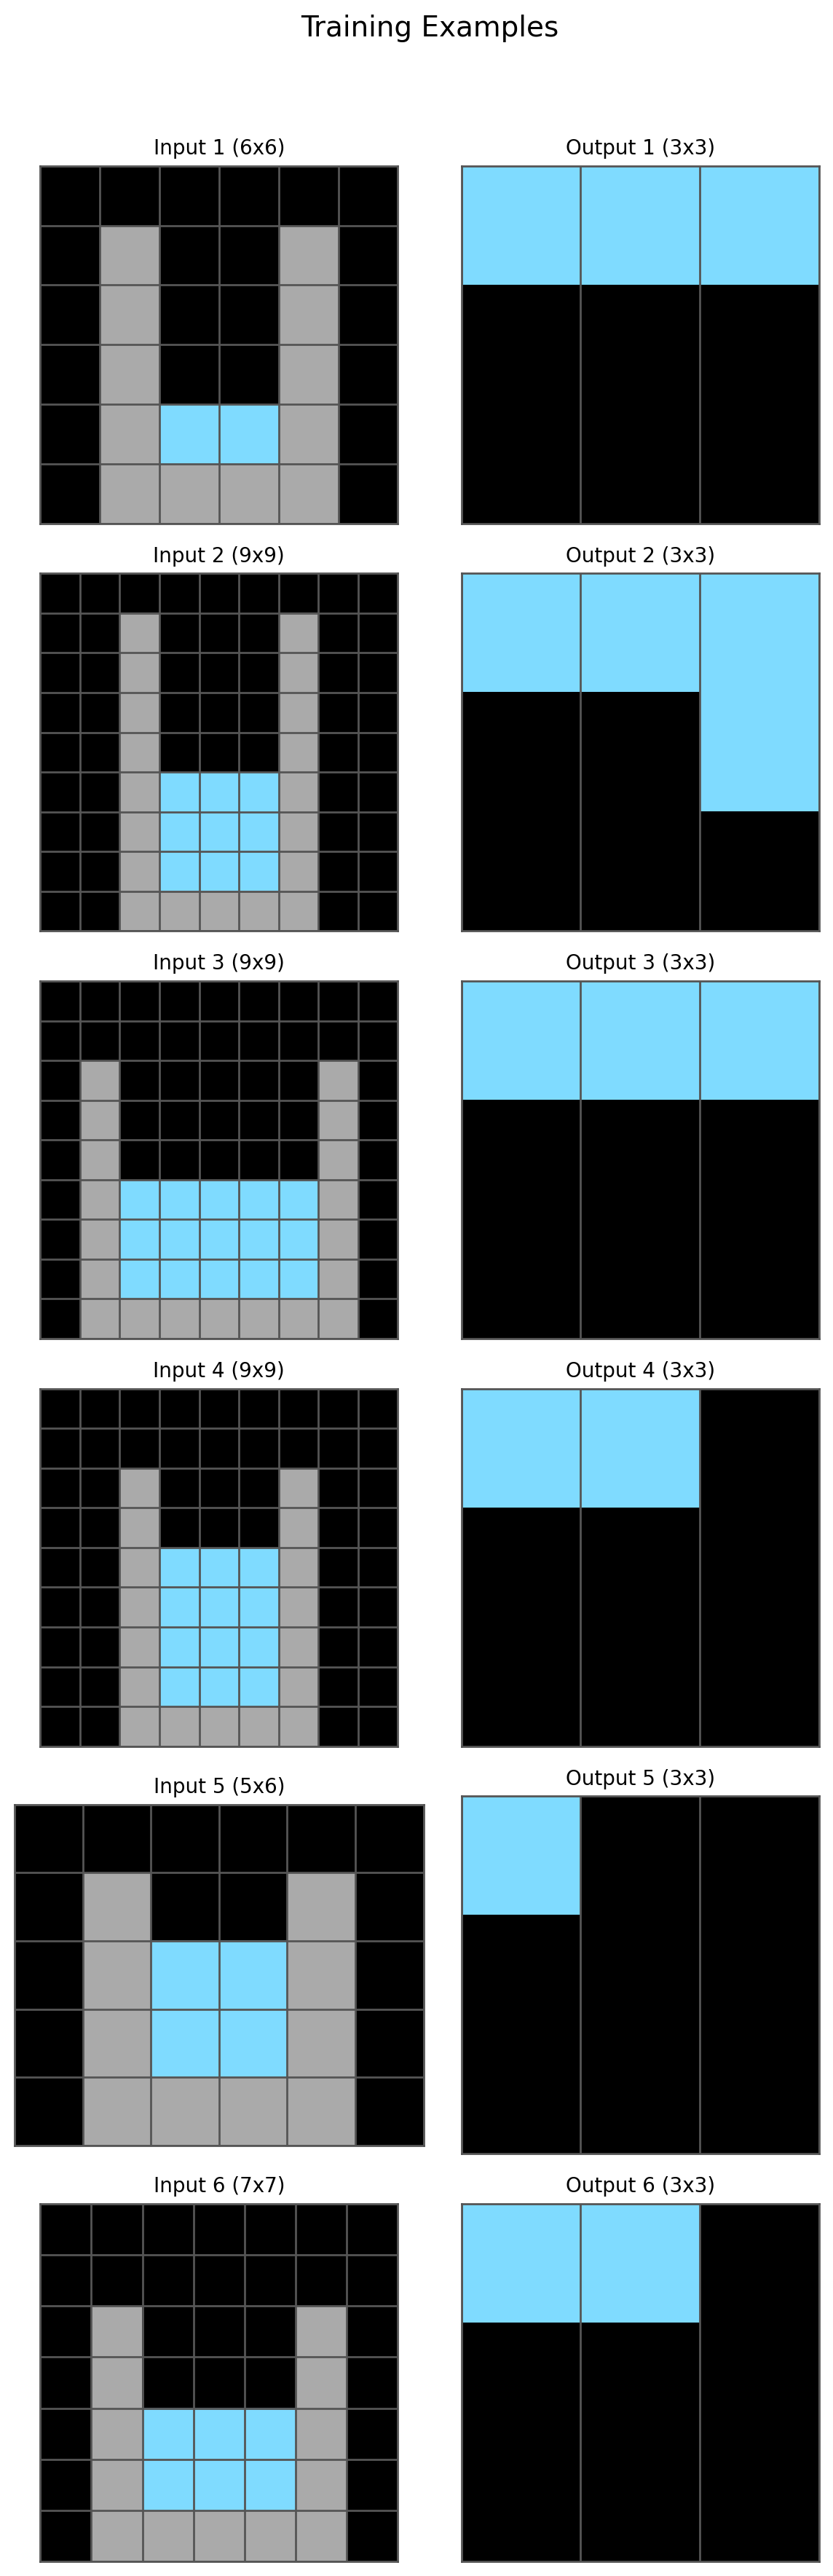 Training Examples
Input 1 (6x6)
Output 1 (3x3)
Input 2 (9x9)
Output 2 (3x3)
Input 3 (9x9)
Output 3 (3x3)
Input 4 (9x9)
Output 4 (3x3)
Input 5 (5x6)
Output 5 (3x3)
Input 6 (7x7)
Output 6 (3x3)